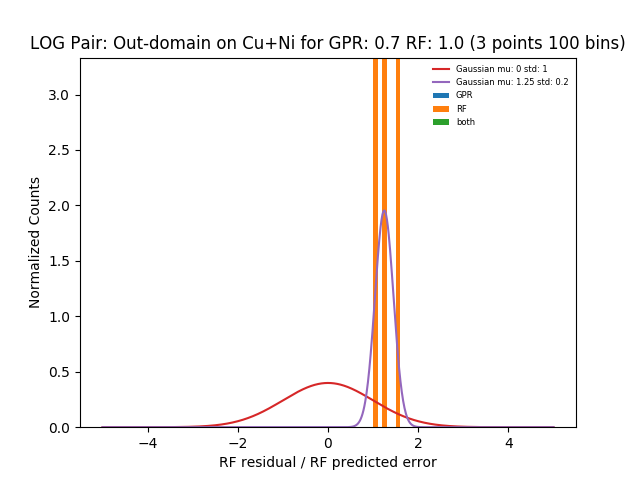 LOG Pair: Out-domain on Cu+Ni for GPR: 0.7 RF: 1.0 (3 points 100 bins)
Gaussian mu: 0 std: 1
Gaussian mu: 1.25 std: 0.2
GPR
RF
both
Normalized Counts
3.0
2.5
2.0
1.5
1.0
0.5
0.0
−4
−2
0
2
4
RF residual / RF predicted error